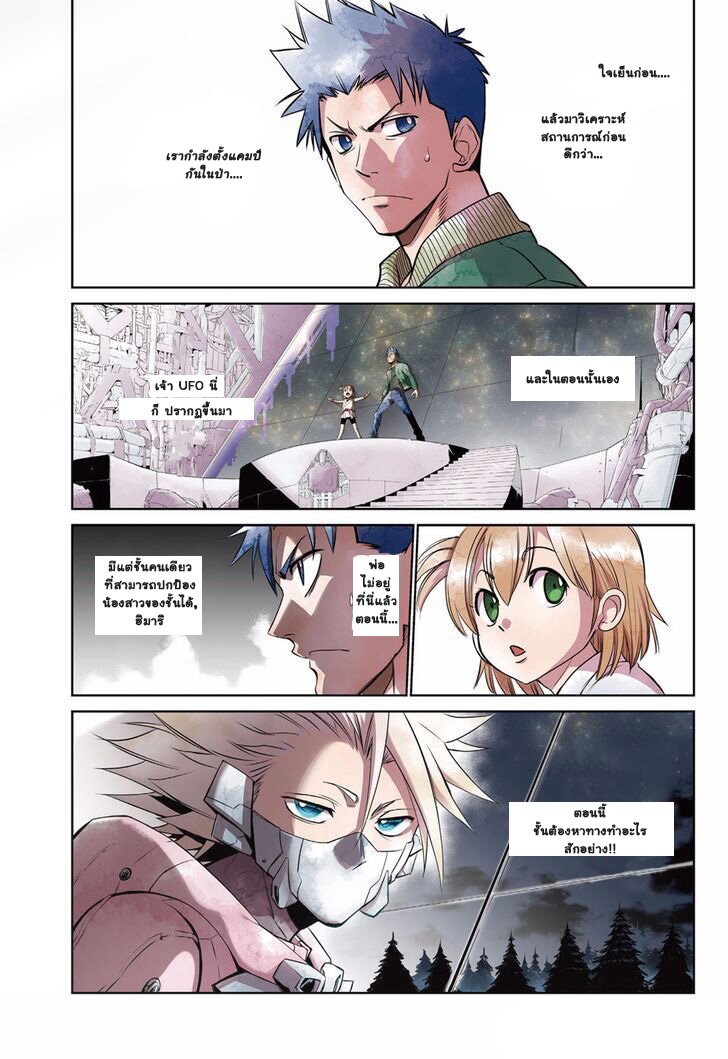 ใจเย็นก่อน....
แล้วมาวิเคราะห์
สถานการณ์ก่อน
ดีกว่า...
เรากำลังตั้งแคมป์
กันในป่า....
และในตอนนั้นเอง
เจ้า UFO นี่
ก็ ปรากฏขึ้นมา
พ่อ
ไม่อยู่
ที่นี่แล้ว
ตอนนี้...
มีแต่ชั้นคนเดียว
ที่สามารถปกป้อง
น้องสาวของชั้นได้,
ฮิมาริ
ตอนนี้
ชั้นต้องหาทางทำอะไร
สักอย่าง!!